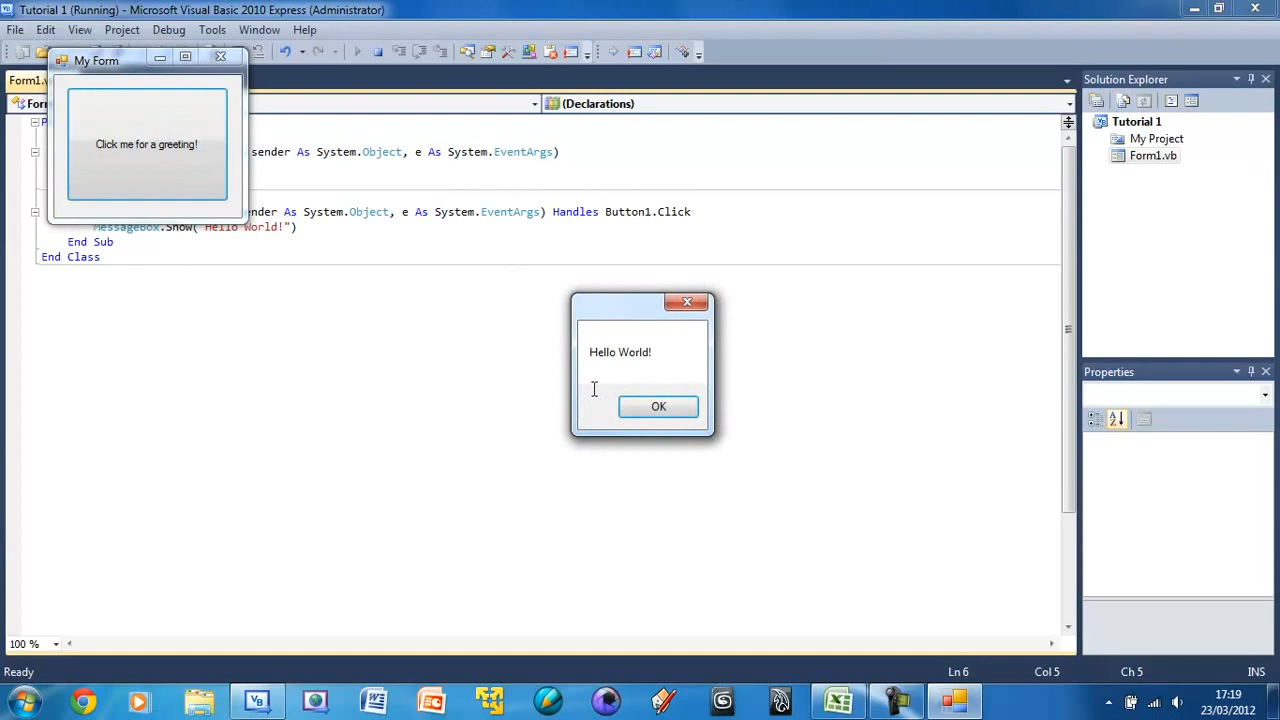 Tutorial 1 (Running) - Microsoft Visual Basic 2010 Express (Administrator)
File Edit View Project Debug Tools Window Help
My Form
Click me for a greeting!
Form1.v
(Declarations)
sender As System.Object, e As System.EventArgs)
ender As System.Object, e As System.EventArgs) Handles Button1.Click
MessageBox.Show("Hello World!")
End Sub
End Class
Hello World!
OK
Solution Explorer
Tutorial 1
My Project
Form1.vb
Properties
100 %
Ready
Ln 6 Col 5 Ch 5 INS
17:19
23/03/2012